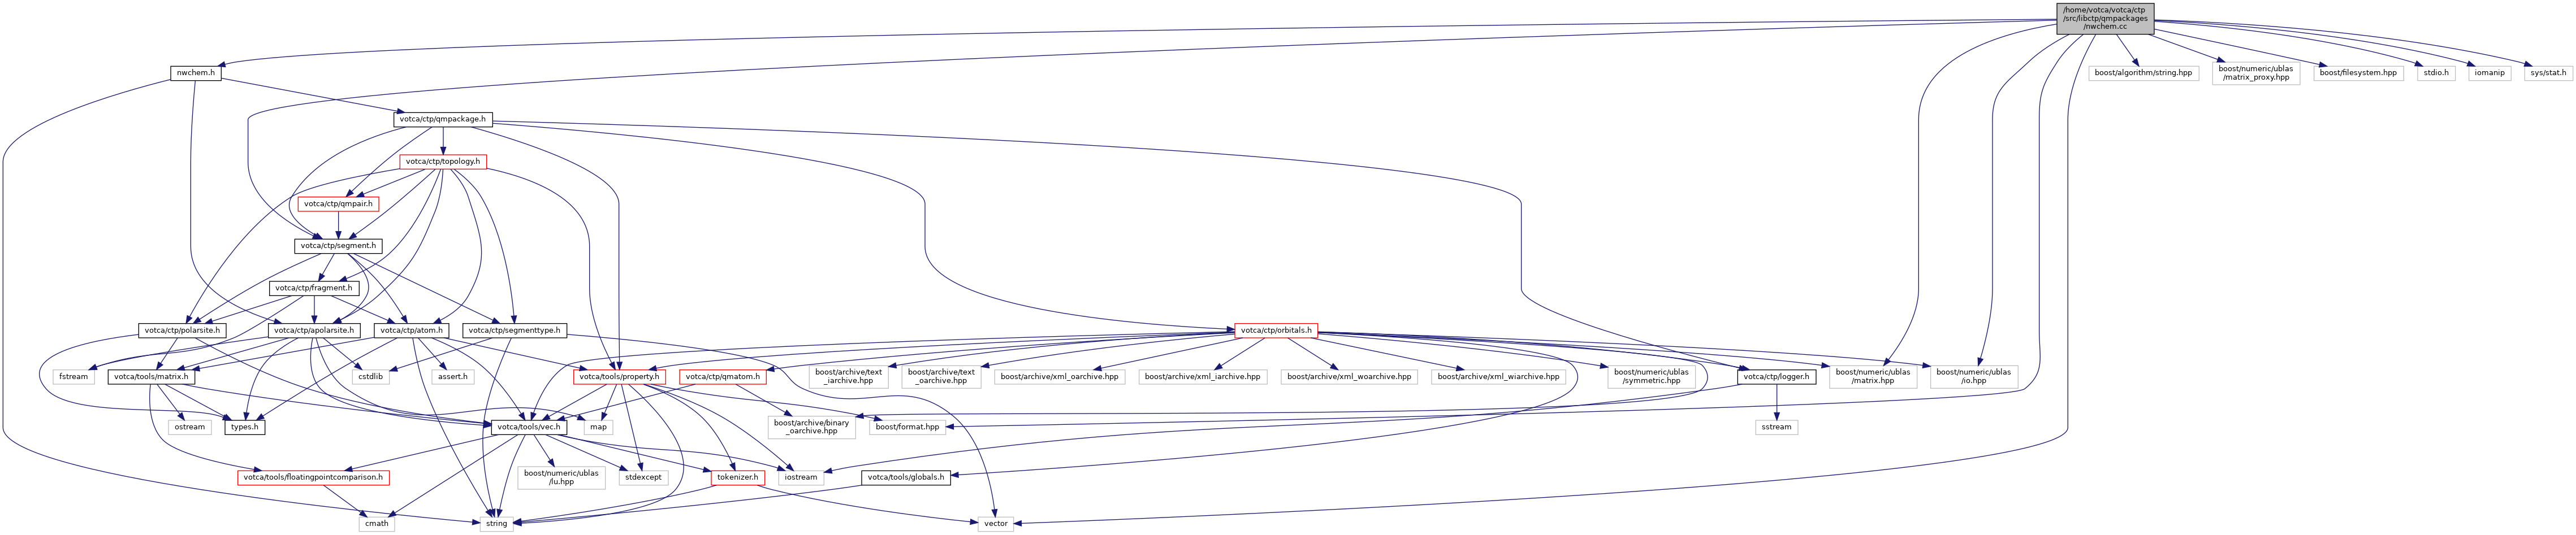 /home/votca/votca/ctp
/src/libctp/qmpackages
/nwchem.cc
nwchem.h
boost/algorithm/string.hpp
boost/numeric/ublas
/matrix_proxy.hpp
boost/filesystem.hpp
stdio.h
iomanip
sys/stat.h
votca/ctp/qmpackage.h
votca/ctp/topology.h
votca/ctp/qmpair.h
votca/ctp/segment.h
votca/ctp/fragment.h
votca/ctp/polarsite.h
votca/ctp/apolarsite.h
votca/ctp/atom.h
votca/ctp/segmenttype.h
votca/ctp/orbitals.h
fstream
votca/tools/matrix.h
cstdlib
assert.h
votca/tools/property.h
votca/ctp/qmatom.h
boost/archive/text
_iarchive.hpp
boost/archive/text
_oarchive.hpp
boost/archive/xml_oarchive.hpp
boost/archive/xml_iarchive.hpp
boost/archive/xml_woarchive.hpp
boost/archive/xml_wiarchive.hpp
boost/numeric/ublas
/symmetric.hpp
votca/ctp/logger.h
boost/numeric/ublas
/matrix.hpp
boost/numeric/ublas
/io.hpp
ostream
types.h
votca/tools/vec.h
map
boost/archive/binary
_oarchive.hpp
boost/format.hpp
sstream
votca/tools/floatingpointcomparison.h
boost/numeric/ublas
/lu.hpp
stdexcept
tokenizer.h
iostream
votca/tools/globals.h
cmath
string
vector